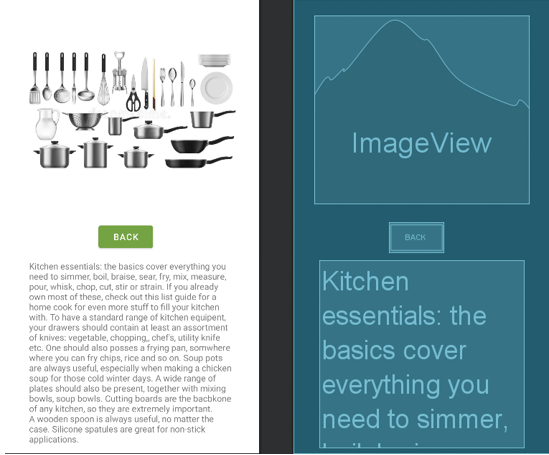 BACK
Kitchen essentials: the basics cover everything you
need to simmer, boil, braise, sear, fry, mix, measure,
pour, whisk, chop, cut, stir or strain. If you already
own most of these, check out this list guide for a
home cook for even more stuff to fill your kitchen
with. To have a standard range of kitchen equipent,
your drawers should contain at least an assortment
of knives: vegetable, chopping,, chef's, utility knife
etc. One should also posses a frying pan, somwhere
where you can fry chips, rice and so on. Soup pots
are always useful, especially when making a chicken
soup for those cold winter days. A wide range of
plates should also be present, together with mixing
bowls, soup bowls. Cutting boards are the bacbkone
of any kitchen, so they are extremely important.
A wooden spoon is always useful, no matter the
case. Silicone spatules are great for non-stick
applications.
ImageView
BACK
Kitchen
essentials: the
basics cover
everything you
need to simmer,